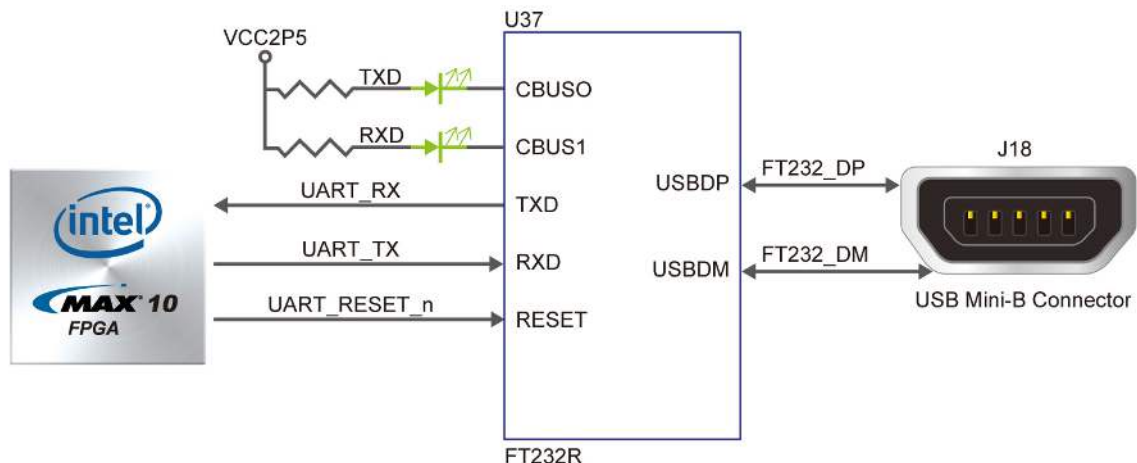 U37
VCC2P5
TXD
CBUSO
RXD
CBUS1
J18
UART_RX
TXD
USBDP
FT232_DP
intel
UART_TX
RXD
USBDM
FT232_DM
MAX 10
FPGA
UART_RESET_n
RESET
USB Mini-B Connector
FT232R